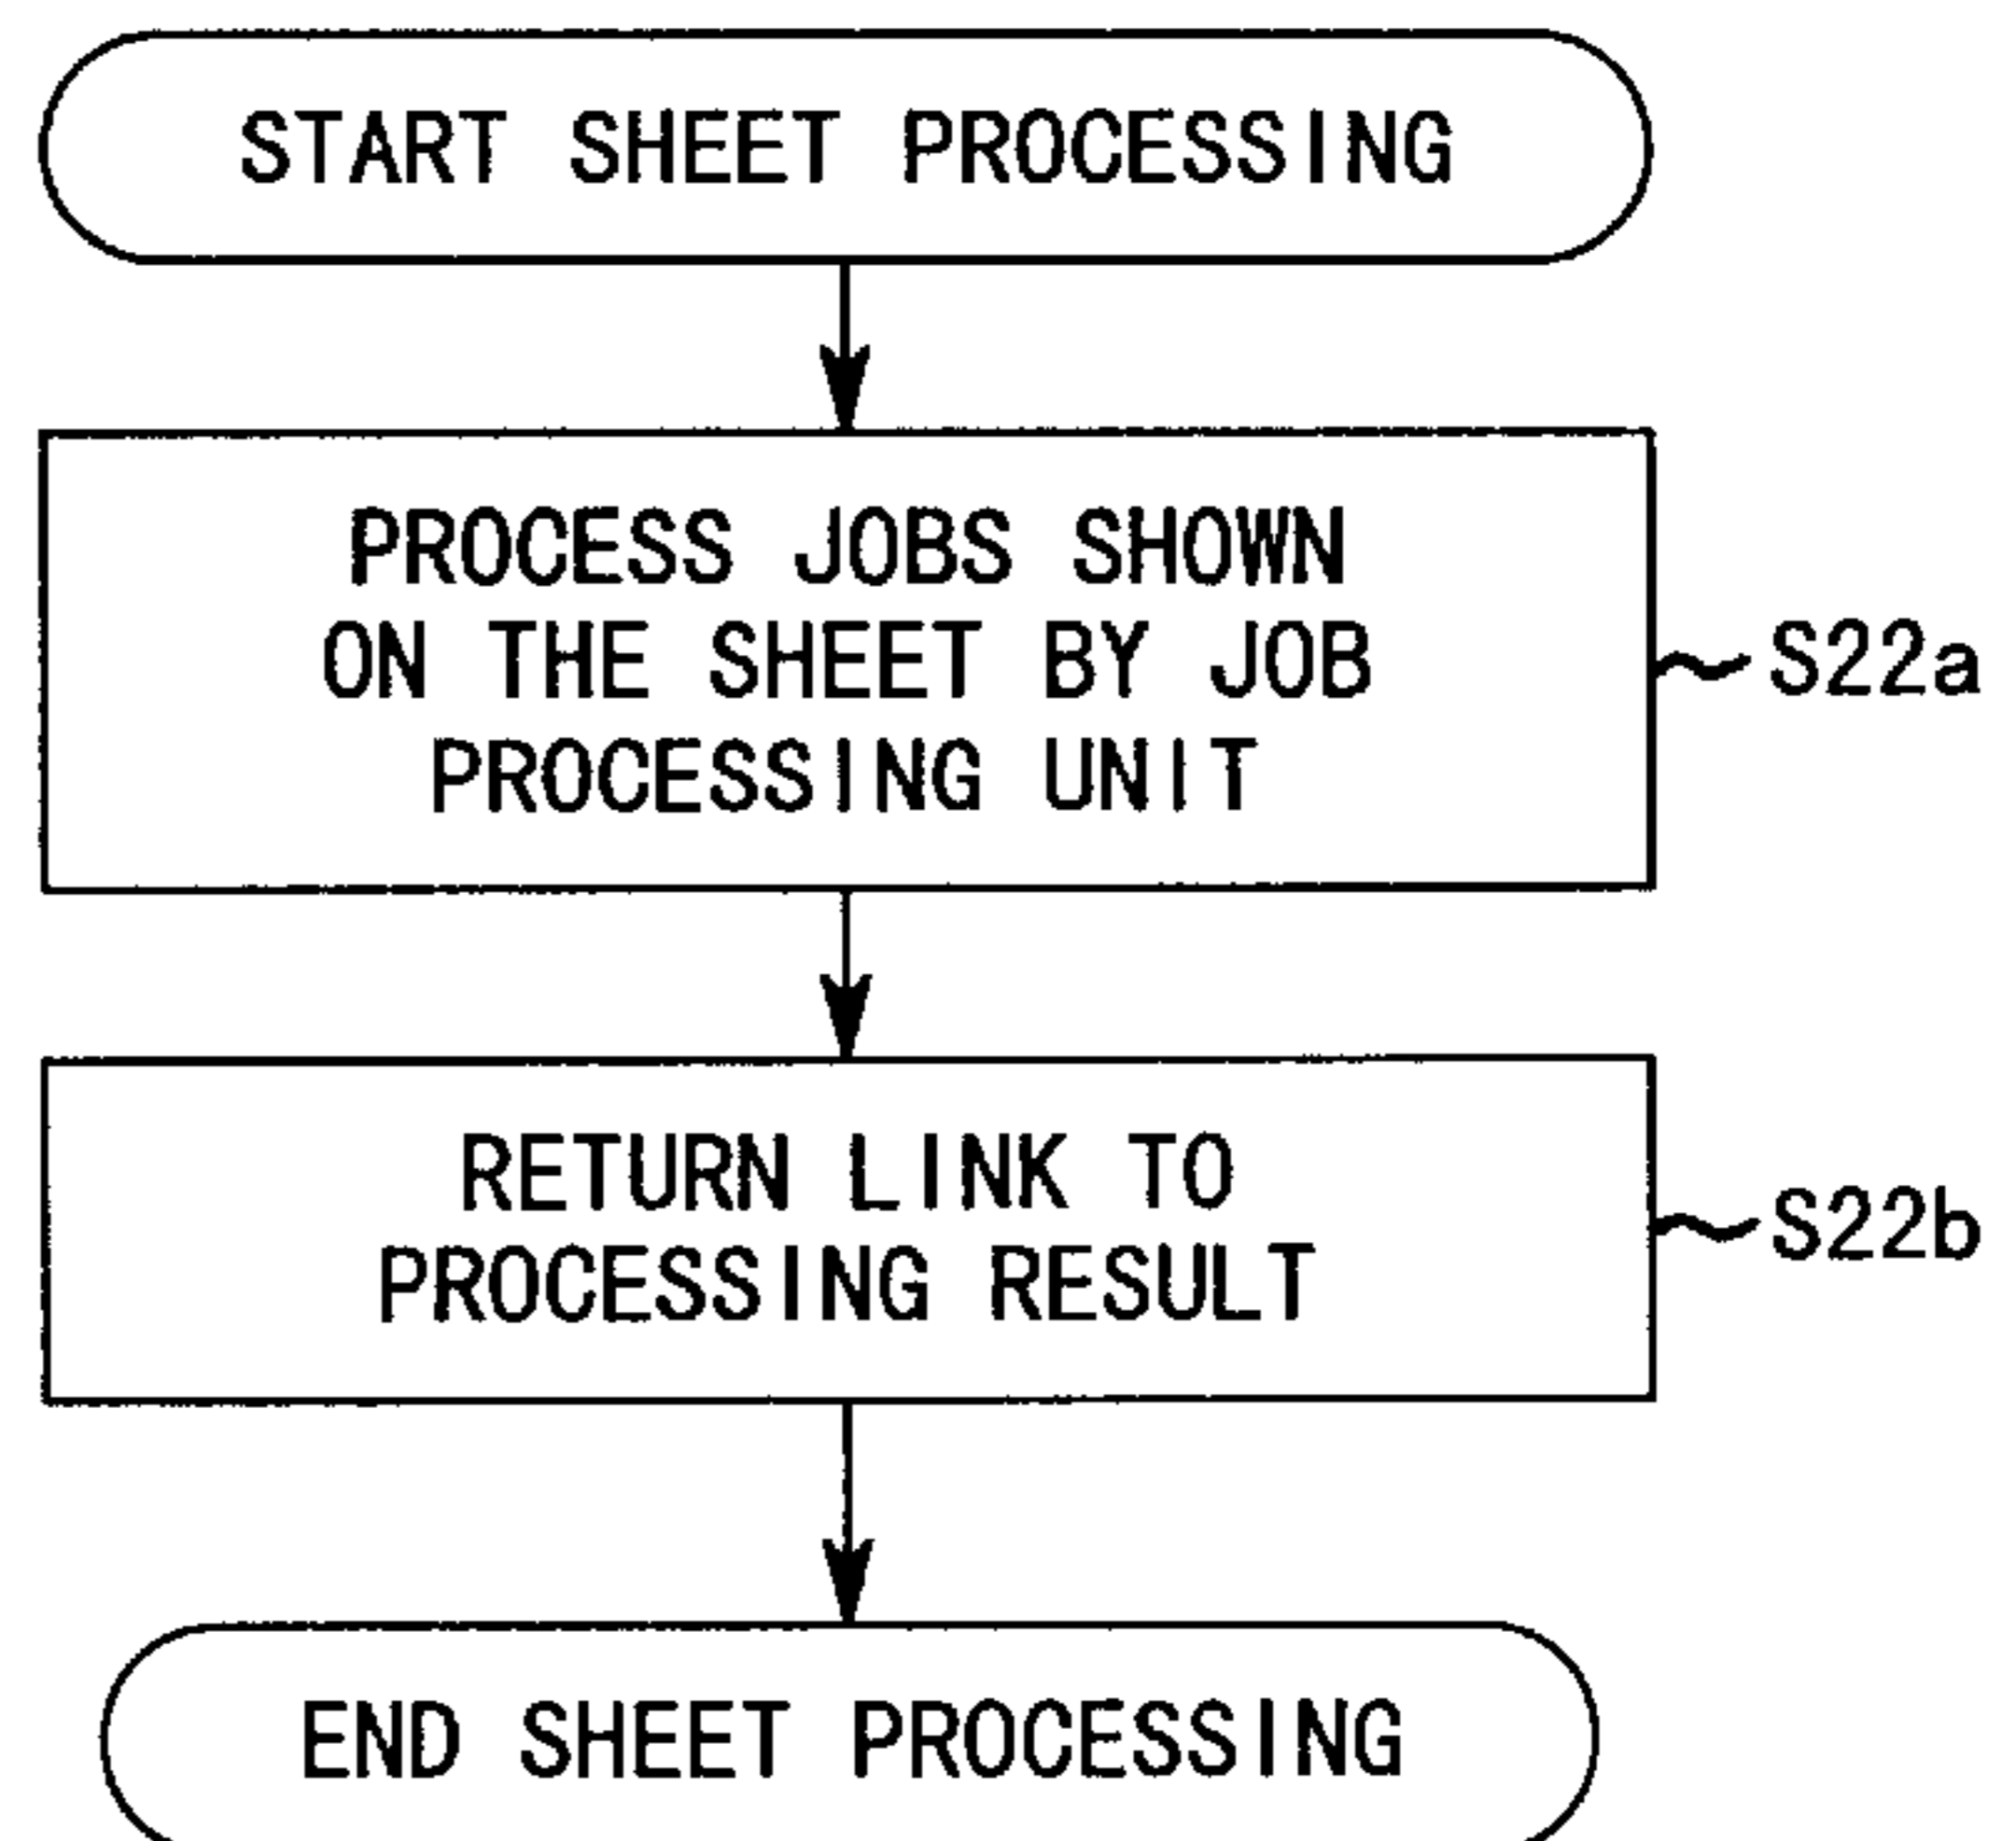 START SHEET PROCESSING
PROCESS JOBS SHOWN
ON THE SHEET BY JOB
PROCESSING UNIT
S22a
RETURN LINK TO
PROCESSING RESULT
S22b
END SHEET PROCESSING